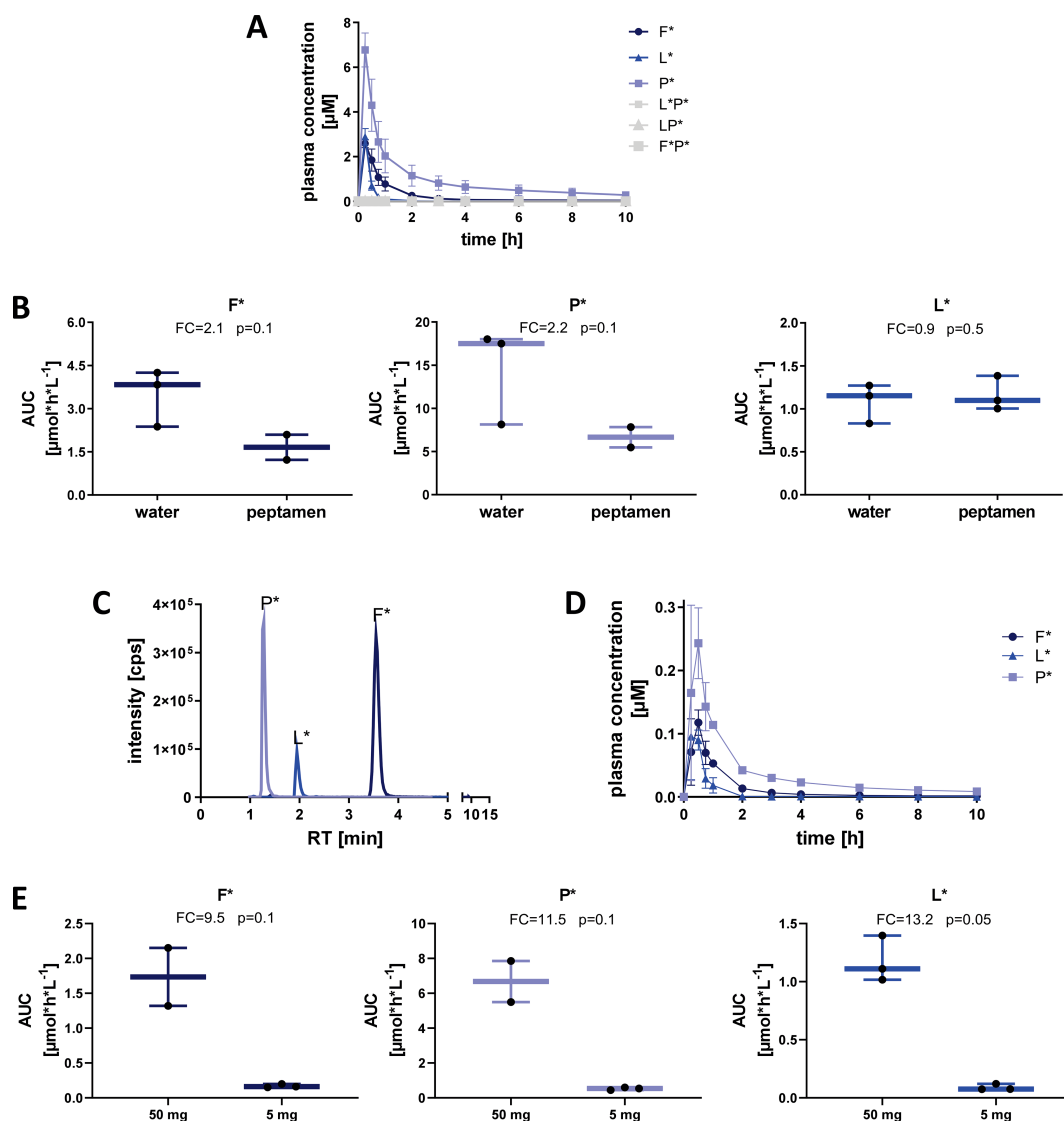 A
plasma concentration
[µM]
8
6
4
2
0
0 2 4 6 8 10
time [h]
F*
L*
P*
L*P*
LP*
F*P*
B
F*
FC=2.1 p=0.1
AUC
[µmol*h*L⁻¹]
6.0
4.5
3.0
1.5
0.0
water peptamen
P*
FC=2.2 p=0.1
AUC
[µmol*h*L⁻¹]
20
15
10
5
0
water peptamen
L*
FC=0.9 p=0.5
AUC
[µmol*h*L⁻¹]
2.0
1.5
1.0
0.5
0.0
water peptamen
C
intensity [cps]
4×10⁵
3×10⁵
2×10⁵
1×10⁵
0
P*
L*
F*
0 1 2 3 4 5 10 15
RT [min]
D
plasma concentration
[µM]
0.3
0.2
0.1
0.0
0 2 4 6 8 10
time [h]
F*
L*
P*
E
F*
FC=9.5 p=0.1
AUC
[µmol*h*L⁻¹]
2.5
2.0
1.5
1.0
0.5
0.0
50 mg 5 mg
P*
FC=11.5 p=0.1
AUC
[µmol*h*L⁻¹]
10
8
6
4
2
0
50 mg 5 mg
L*
FC=13.2 p=0.05
AUC
[µmol*h*L⁻¹]
1.5
1.0
0.5
0.0
50 mg 5 mg